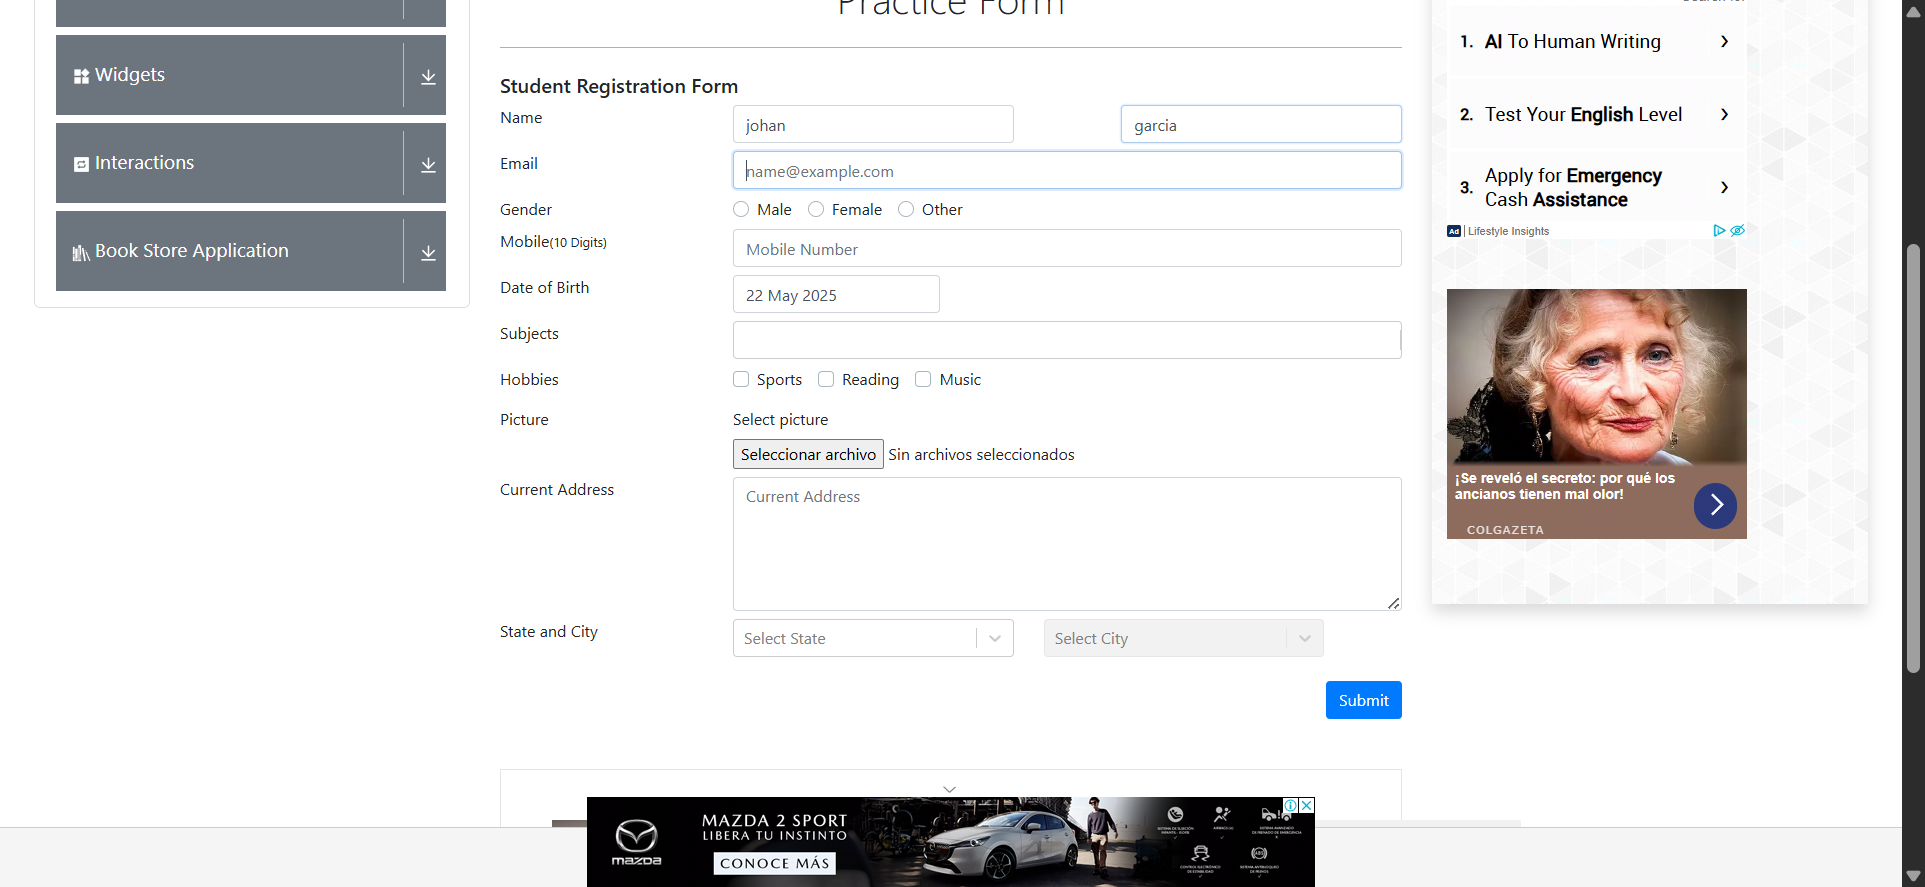 Practice Form
Widgets
Interactions
Book Store Application
Student Registration Form
Name
johan
garcia
Email
name@example.com
Gender
Male
Female
Other
Mobile(10 Digits)
Mobile Number
Date of Birth
22 May 2025
Subjects
Hobbies
Sports
Reading
Music
Picture
Select picture
Seleccionar archivo
Sin archivos seleccionados
Current Address
Current Address
State and City
Select State
Select City
Submit
Search for
1. AI To Human Writing
2. Test Your English Level
3. Apply for Emergency
Cash Assistance
Ad
Lifestyle Insights
¡Se reveló el secreto: por qué los
ancianos tienen mal olor!
COLGAZETA
mazda
MAZDA 2 SPORT
LIBERA TU INSTINTO
CONOCE MÁS